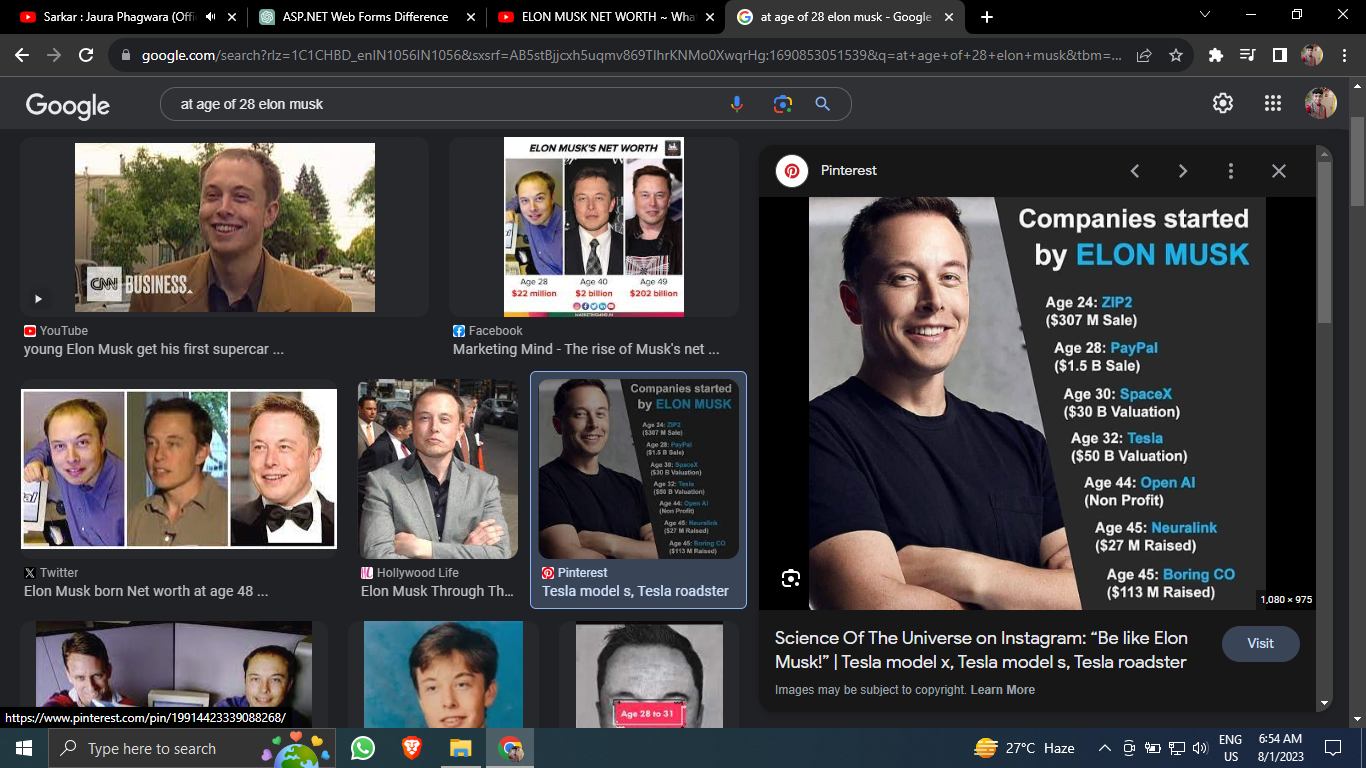 Sarkar : Jaura Phagwara (Offi
ASP.NET Web Forms Difference
ELON MUSK NET WORTH ~ Wha
at age of 28 elon musk - Google
google.com/search?rlz=1C1CHBD_enIN1056IN1056&sxsrf=AB5stBjjcxh5uqmv869TlhrKNMo0XwqrHg:1690853051539&q=at+age+of+28+elon+musk&tbm=...
Google
at age of 28 elon musk
CNN BUSINESS
YouTube
young Elon Musk get his first supercar ...
ELON MUSK'S NET WORTH
Age 28
Age 40
Age 49
$22 million
$2 billion
$202 billion
MARKETINGMIND.IN
Facebook
Marketing Mind - The rise of Musk's net ...
Twitter
Elon Musk born Net worth at age 48 ...
Hollywood Life
Elon Musk Through Th...
Companies started
by ELON MUSK
Age 24: ZIP2
($307 M Sale)
Age 28: PayPal
($1.5 B Sale)
Age 30: SpaceX
($30 B Valuation)
Age 32: Tesla
($50 B Valuation)
Age 44: Open AI
(Non Profit)
Age 45: Neuralink
($27 M Raised)
Age 45: Boring CO
($113 M Raised)
Pinterest
Tesla model s, Tesla roadster
Age 28 to 31
Pinterest
Companies started
by ELON MUSK
Age 24: ZIP2
($307 M Sale)
Age 28: PayPal
($1.5 B Sale)
Age 30: SpaceX
($30 B Valuation)
Age 32: Tesla
($50 B Valuation)
Age 44: Open AI
(Non Profit)
Age 45: Neuralink
($27 M Raised)
Age 45: Boring CO
($113 M Raised)
1,080 × 975
Science Of The Universe on Instagram: “Be like Elon
Musk!” | Tesla model x, Tesla model s, Tesla roadster
Visit
Images may be subject to copyright. Learn More
https://www.pinterest.com/pin/19914423339088268/
Type here to search
27°C Haze
ENG
US
6:54 AM
8/1/2023